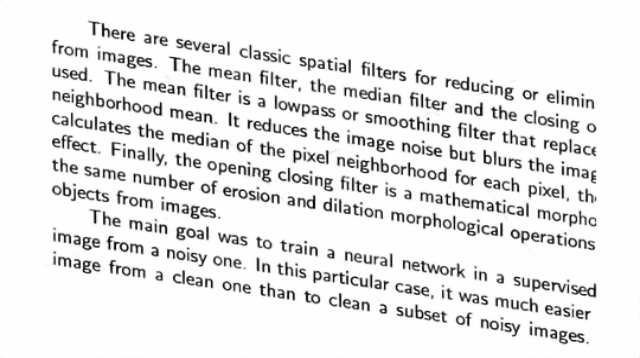 There are several classic spatial filters for reducing or elimin
from images. The mean filter, the median filter and the closing o
used. The mean filter is a lowpass or smoothing filter that replace
neighborhood mean. It reduces the image noise but blurs the imag
calculates the median of the pixel neighborhood for each pixel, th
effect. Finally, the opening closing filter is a mathematical morpho
the same number of erosion and dilation morphological operations
objects from images.
The main goal was to train a neural network in a supervised
image from a noisy one. In this particular case, it was much easier
image from a clean one than to clean a subset of noisy images.